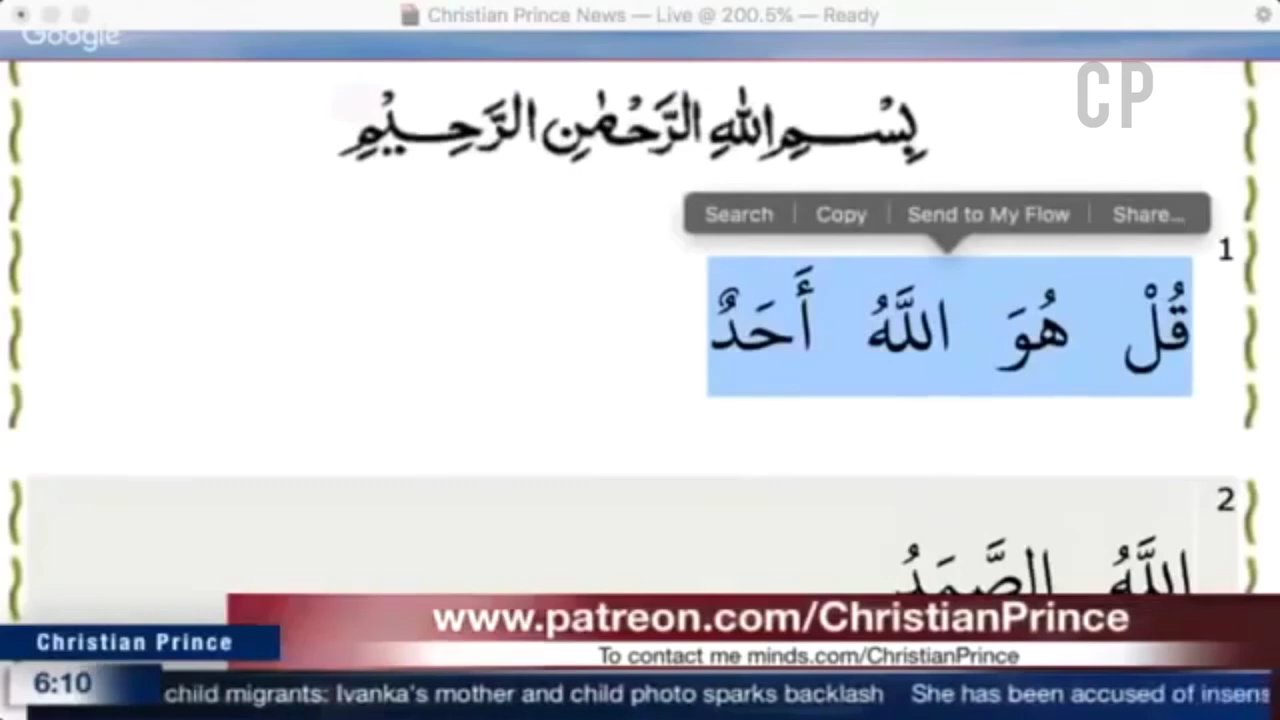 Christian Prince News — Live @ 200.5% — Ready
Google
CP
بِسْمِ اللهِ الرَّحْمٰنِ الرَّحِيْمِ
Search Copy Send to My Flow Share...
1
قُلْ هُوَ اللَّهُ أَحَدٌ
2
اللَّهُ الصَّمَدُ
www.patreon.com/ChristianPrince
Christian Prince
To contact me minds.com/ChristianPrince
6:10
child migrants: Ivanka's mother and child photo sparks backlash She has been accused of insens